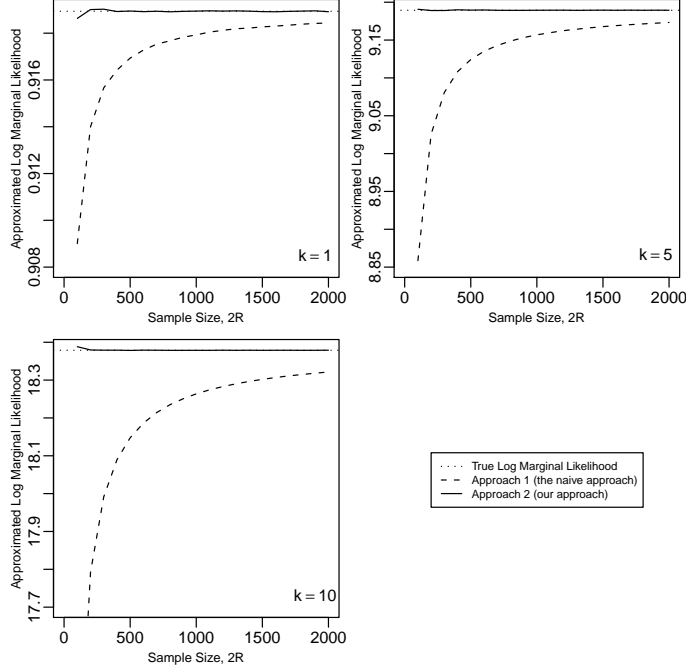 Approximated Log Marginal Likelihood
0.916
0.912
0.908
k = 1
0 500 1000 1500 2000
Sample Size, 2R
Approximated Log Marginal Likelihood
9.15
9.05
8.95
8.85
k = 5
0 500 1000 1500 2000
Sample Size, 2R
Approximated Log Marginal Likelihood
18.3
18.1
17.9
17.7
k = 10
0 500 1000 1500 2000
Sample Size, 2R
True Log Marginal Likelihood
Approach 1 (the naive approach)
Approach 2 (our approach)